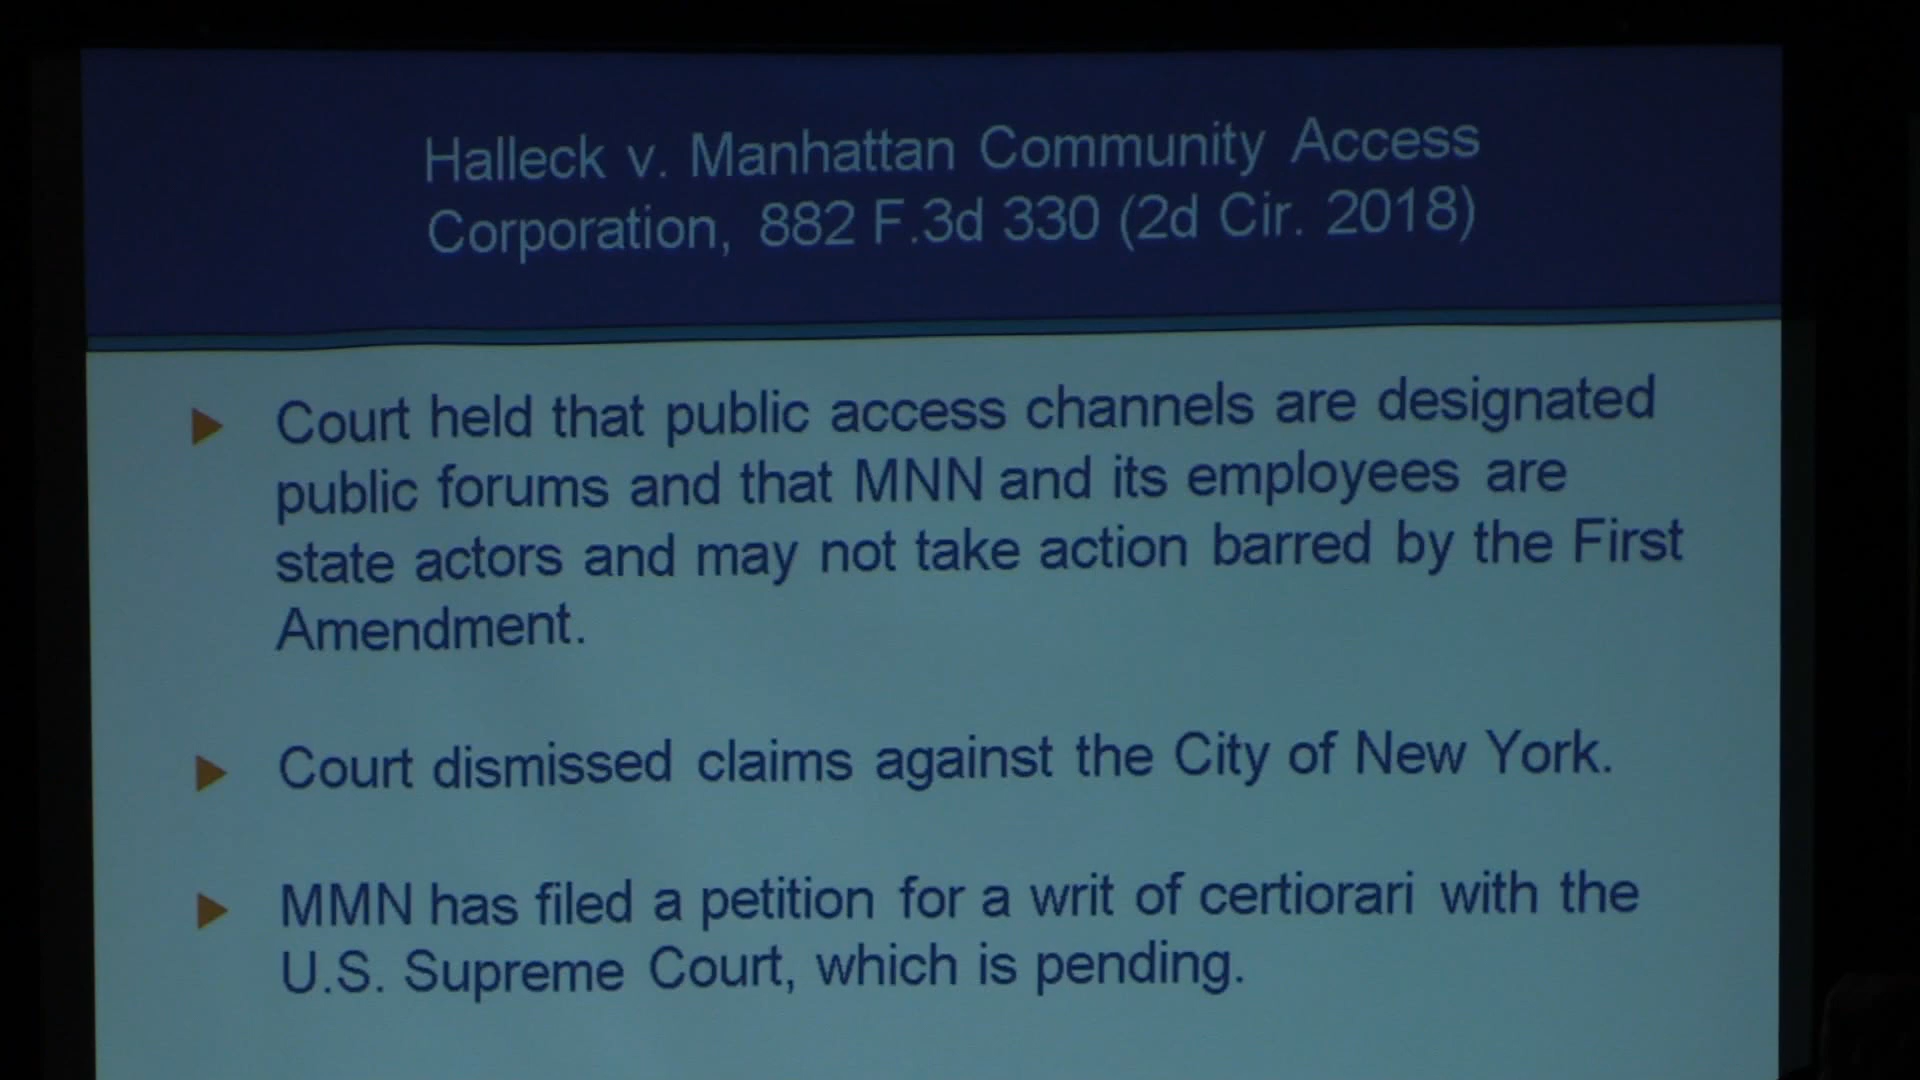 Halleck v. Manhattan Community Access
Corporation, 882 F.3d 330 (2d Cir. 2018)
Court held that public access channels are designated
public forums and that MNN and its employees are
state actors and may not take action barred by the First
Amendment.
Court dismissed claims against the City of New York.
MMN has filed a petition for a writ of certiorari with the
U.S. Supreme Court, which is pending.